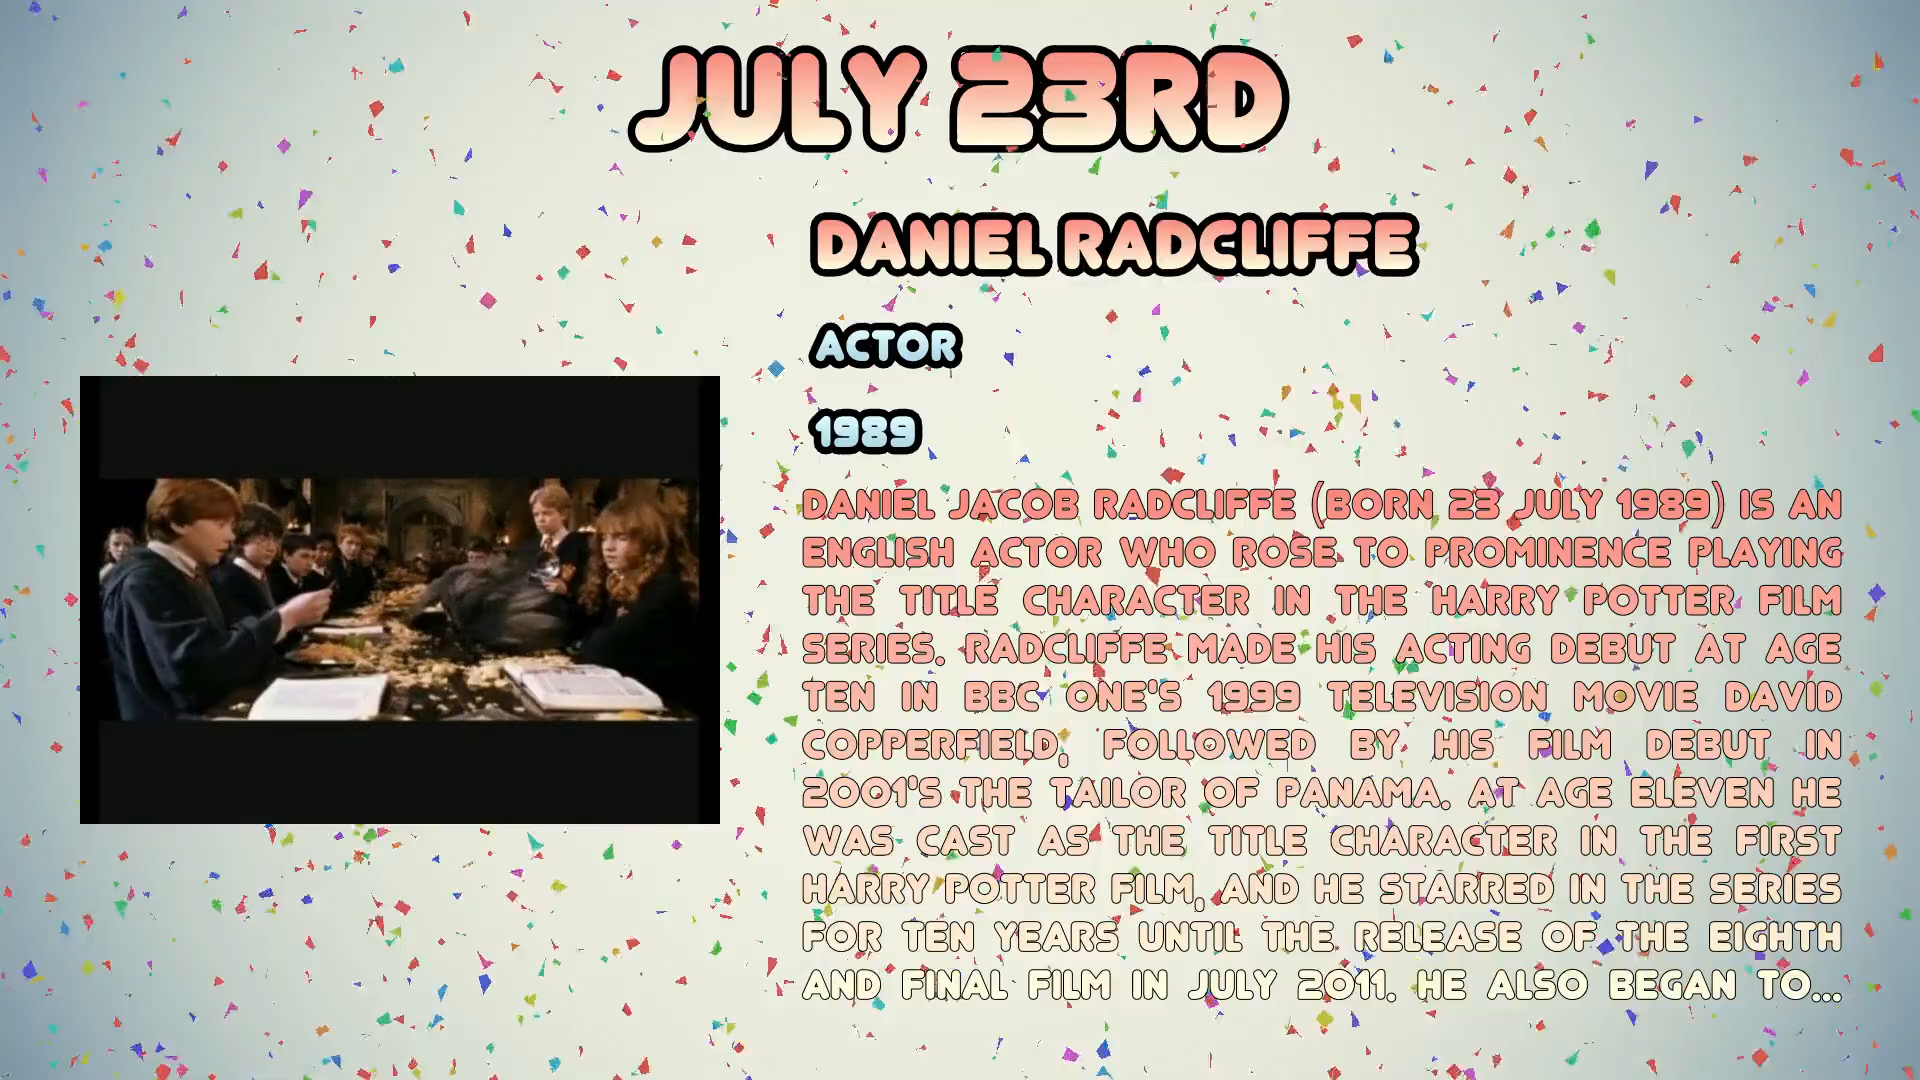 JULY 23RD
DANIEL RADCLIFFE
ACTOR
1989
DANIEL JACOB RADCLIFFE (BORN 23 JULY 1989) IS AN
ENGLISH ACTOR WHO ROSE TO PROMINENCE PLAYING
THE TITLE CHARACTER IN THE HARRY POTTER FILM
SERIES. RADCLIFFE MADE HIS ACTING DEBUT AT AGE
TEN IN BBC ONE'S 1999 TELEVISION MOVIE DAVID
COPPERFIELD, FOLLOWED BY HIS FILM DEBUT IN
2001'S THE TAILOR OF PANAMA. AT AGE ELEVEN HE
WAS CAST AS THE TITLE CHARACTER IN THE FIRST
HARRY POTTER FILM, AND HE STARRED IN THE SERIES
FOR TEN YEARS UNTIL THE RELEASE OF THE EIGHTH
AND FINAL FILM IN JULY 2011. HE ALSO BEGAN TO...